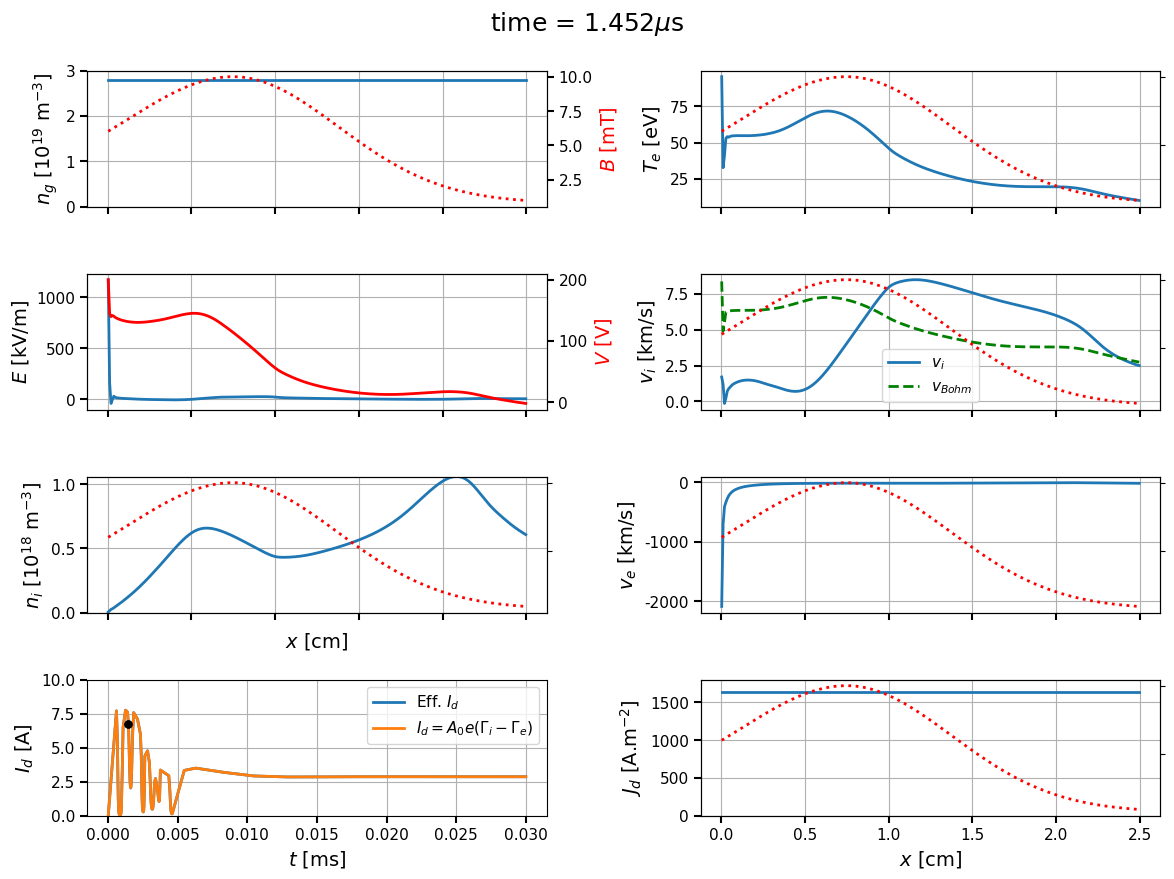 time = 1.452μs
n_g [10^19 m^−3]
3
2
1
0
10.0
7.5
5.0
2.5
B [mT]
T_e [eV]
75
50
25
E [kV/m]
1000
500
0
200
100
0
V [V]
v_i [km/s]
7.5
5.0
2.5
0.0
v_i
v_Bohm
n_i [10^18 m^−3]
1.0
0.5
0.0
x [cm]
v_e [km/s]
0
-1000
-2000
I_d [A]
10.0
7.5
5.0
2.5
0.0
Eff. I_d
I_d = A_0e(Γ_i − Γ_e)
0.000 0.005 0.010 0.015 0.020 0.025 0.030
t [ms]
J_d [A.m^−2]
1500
1000
500
0
0.0 0.5 1.0 1.5 2.0 2.5
x [cm]